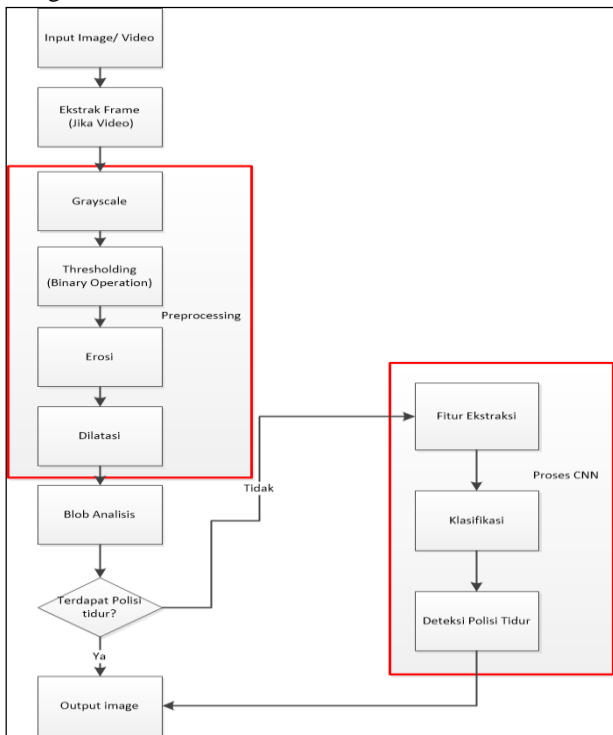 Input Image/ Video
Ekstrak Frame
(Jika Video)
Grayscale
Thresholding
(Binary Operation)
Preprocessing
Erosi
Dilatasi
Blob Analisis
Terdapat Polisi
tidur?
Tidak
Ya
Output image
Fitur Ekstraksi
Proses CNN
Klasifikasi
Deteksi Polisi Tidur